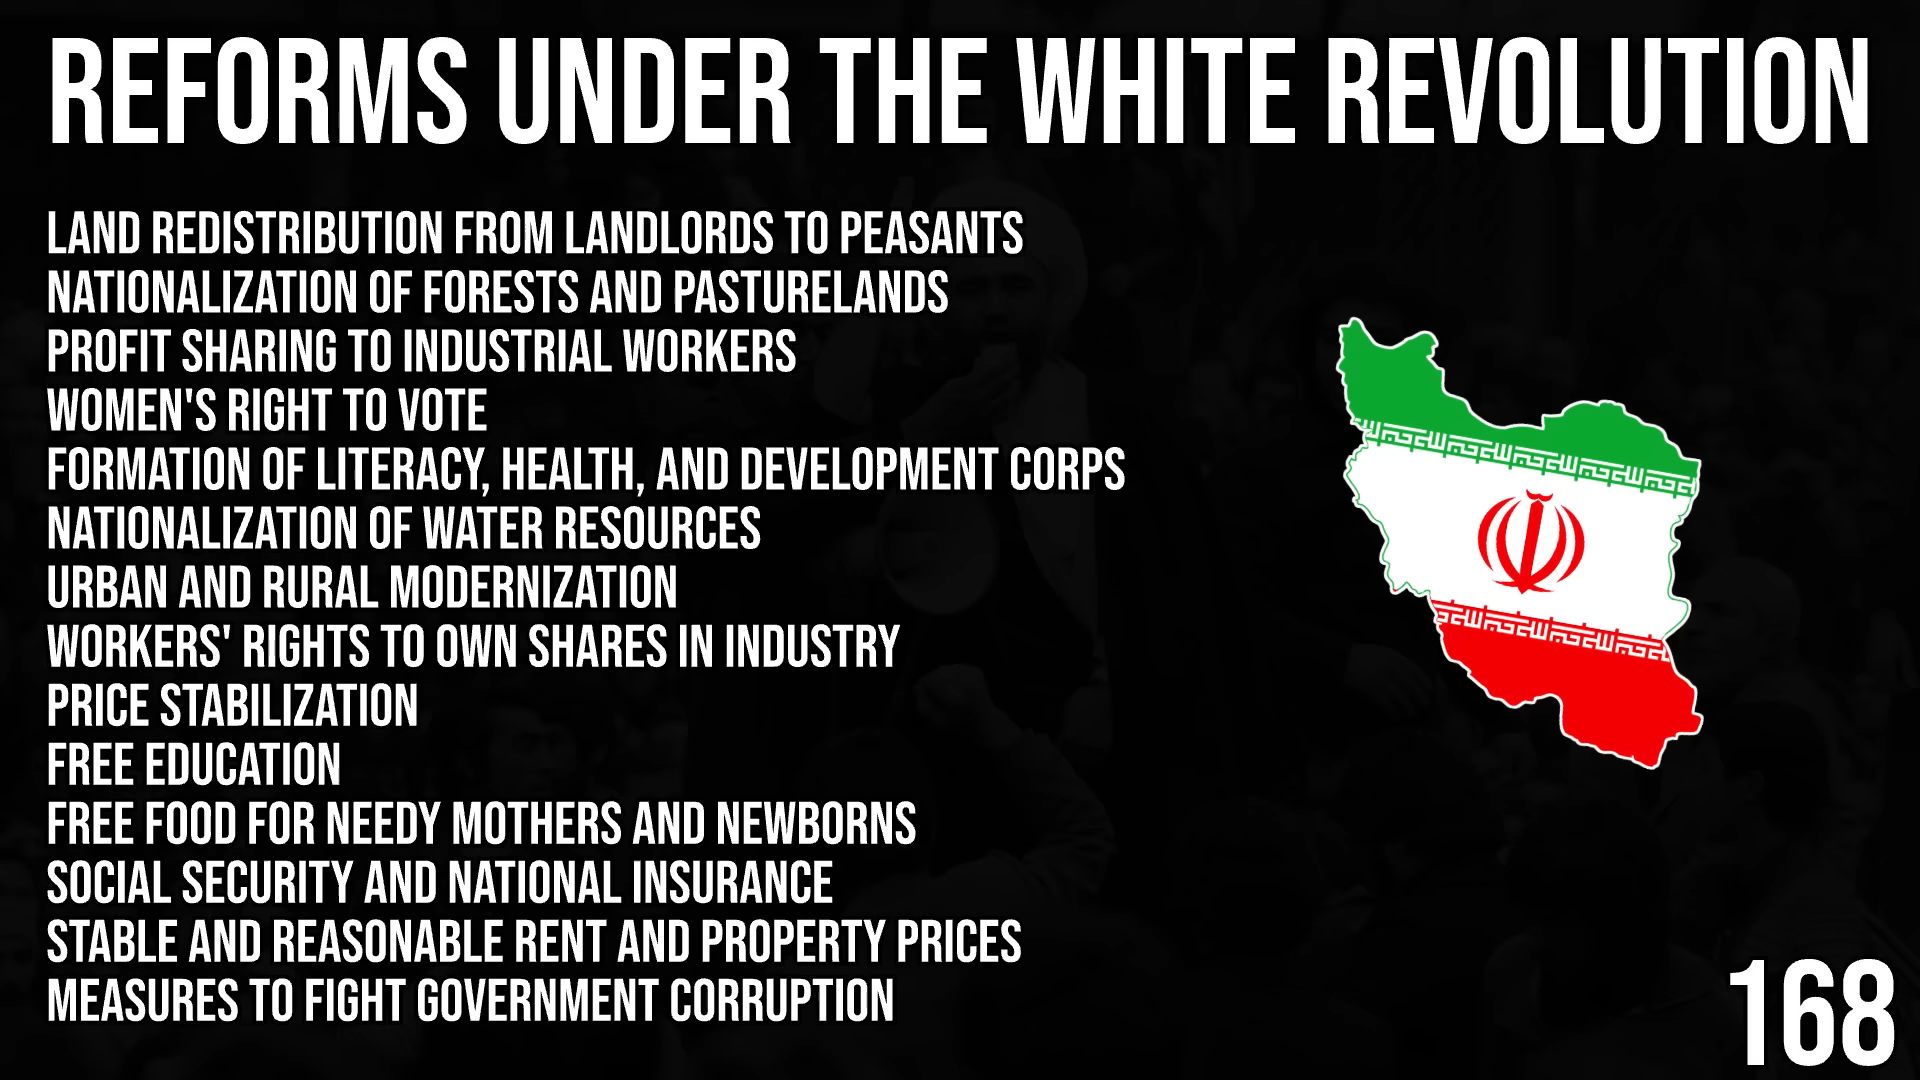 REFORMS UNDER THE WHITE REVOLUTION
LAND REDISTRIBUTION FROM LANDLORDS TO PEASANTS
NATIONALIZATION OF FORESTS AND PASTURELANDS
PROFIT SHARING TO INDUSTRIAL WORKERS
WOMEN'S RIGHT TO VOTE
FORMATION OF LITERACY, HEALTH, AND DEVELOPMENT CORPS
NATIONALIZATION OF WATER RESOURCES
URBAN AND RURAL MODERNIZATION
WORKERS' RIGHTS TO OWN SHARES IN INDUSTRY
PRICE STABILIZATION
FREE EDUCATION
FREE FOOD FOR NEEDY MOTHERS AND NEWBORNS
SOCIAL SECURITY AND NATIONAL INSURANCE
STABLE AND REASONABLE RENT AND PROPERTY PRICES
MEASURES TO FIGHT GOVERNMENT CORRUPTION
168